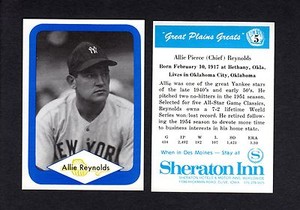 NEW YORK
Allie Reynolds
"Great Plains Greats"
5
Allie Pierce (Chief) Reynolds
Born February 10, 1917 at Bethany, Okla.
Lives in Oklahoma City, Oklahoma
Allie was one of the great Yankee stars
of the late 1940's and early 50's. He
pitched two no-hitters in the 1951 season.
Selected for five All-Star Game Classics,
Reynolds owns a 7-2 lifetime World
Series won lost record. He retired following
the 1954 season to devote more time
to business interests in his home state.
When in Des Moines — Stay at
Sheraton Inn